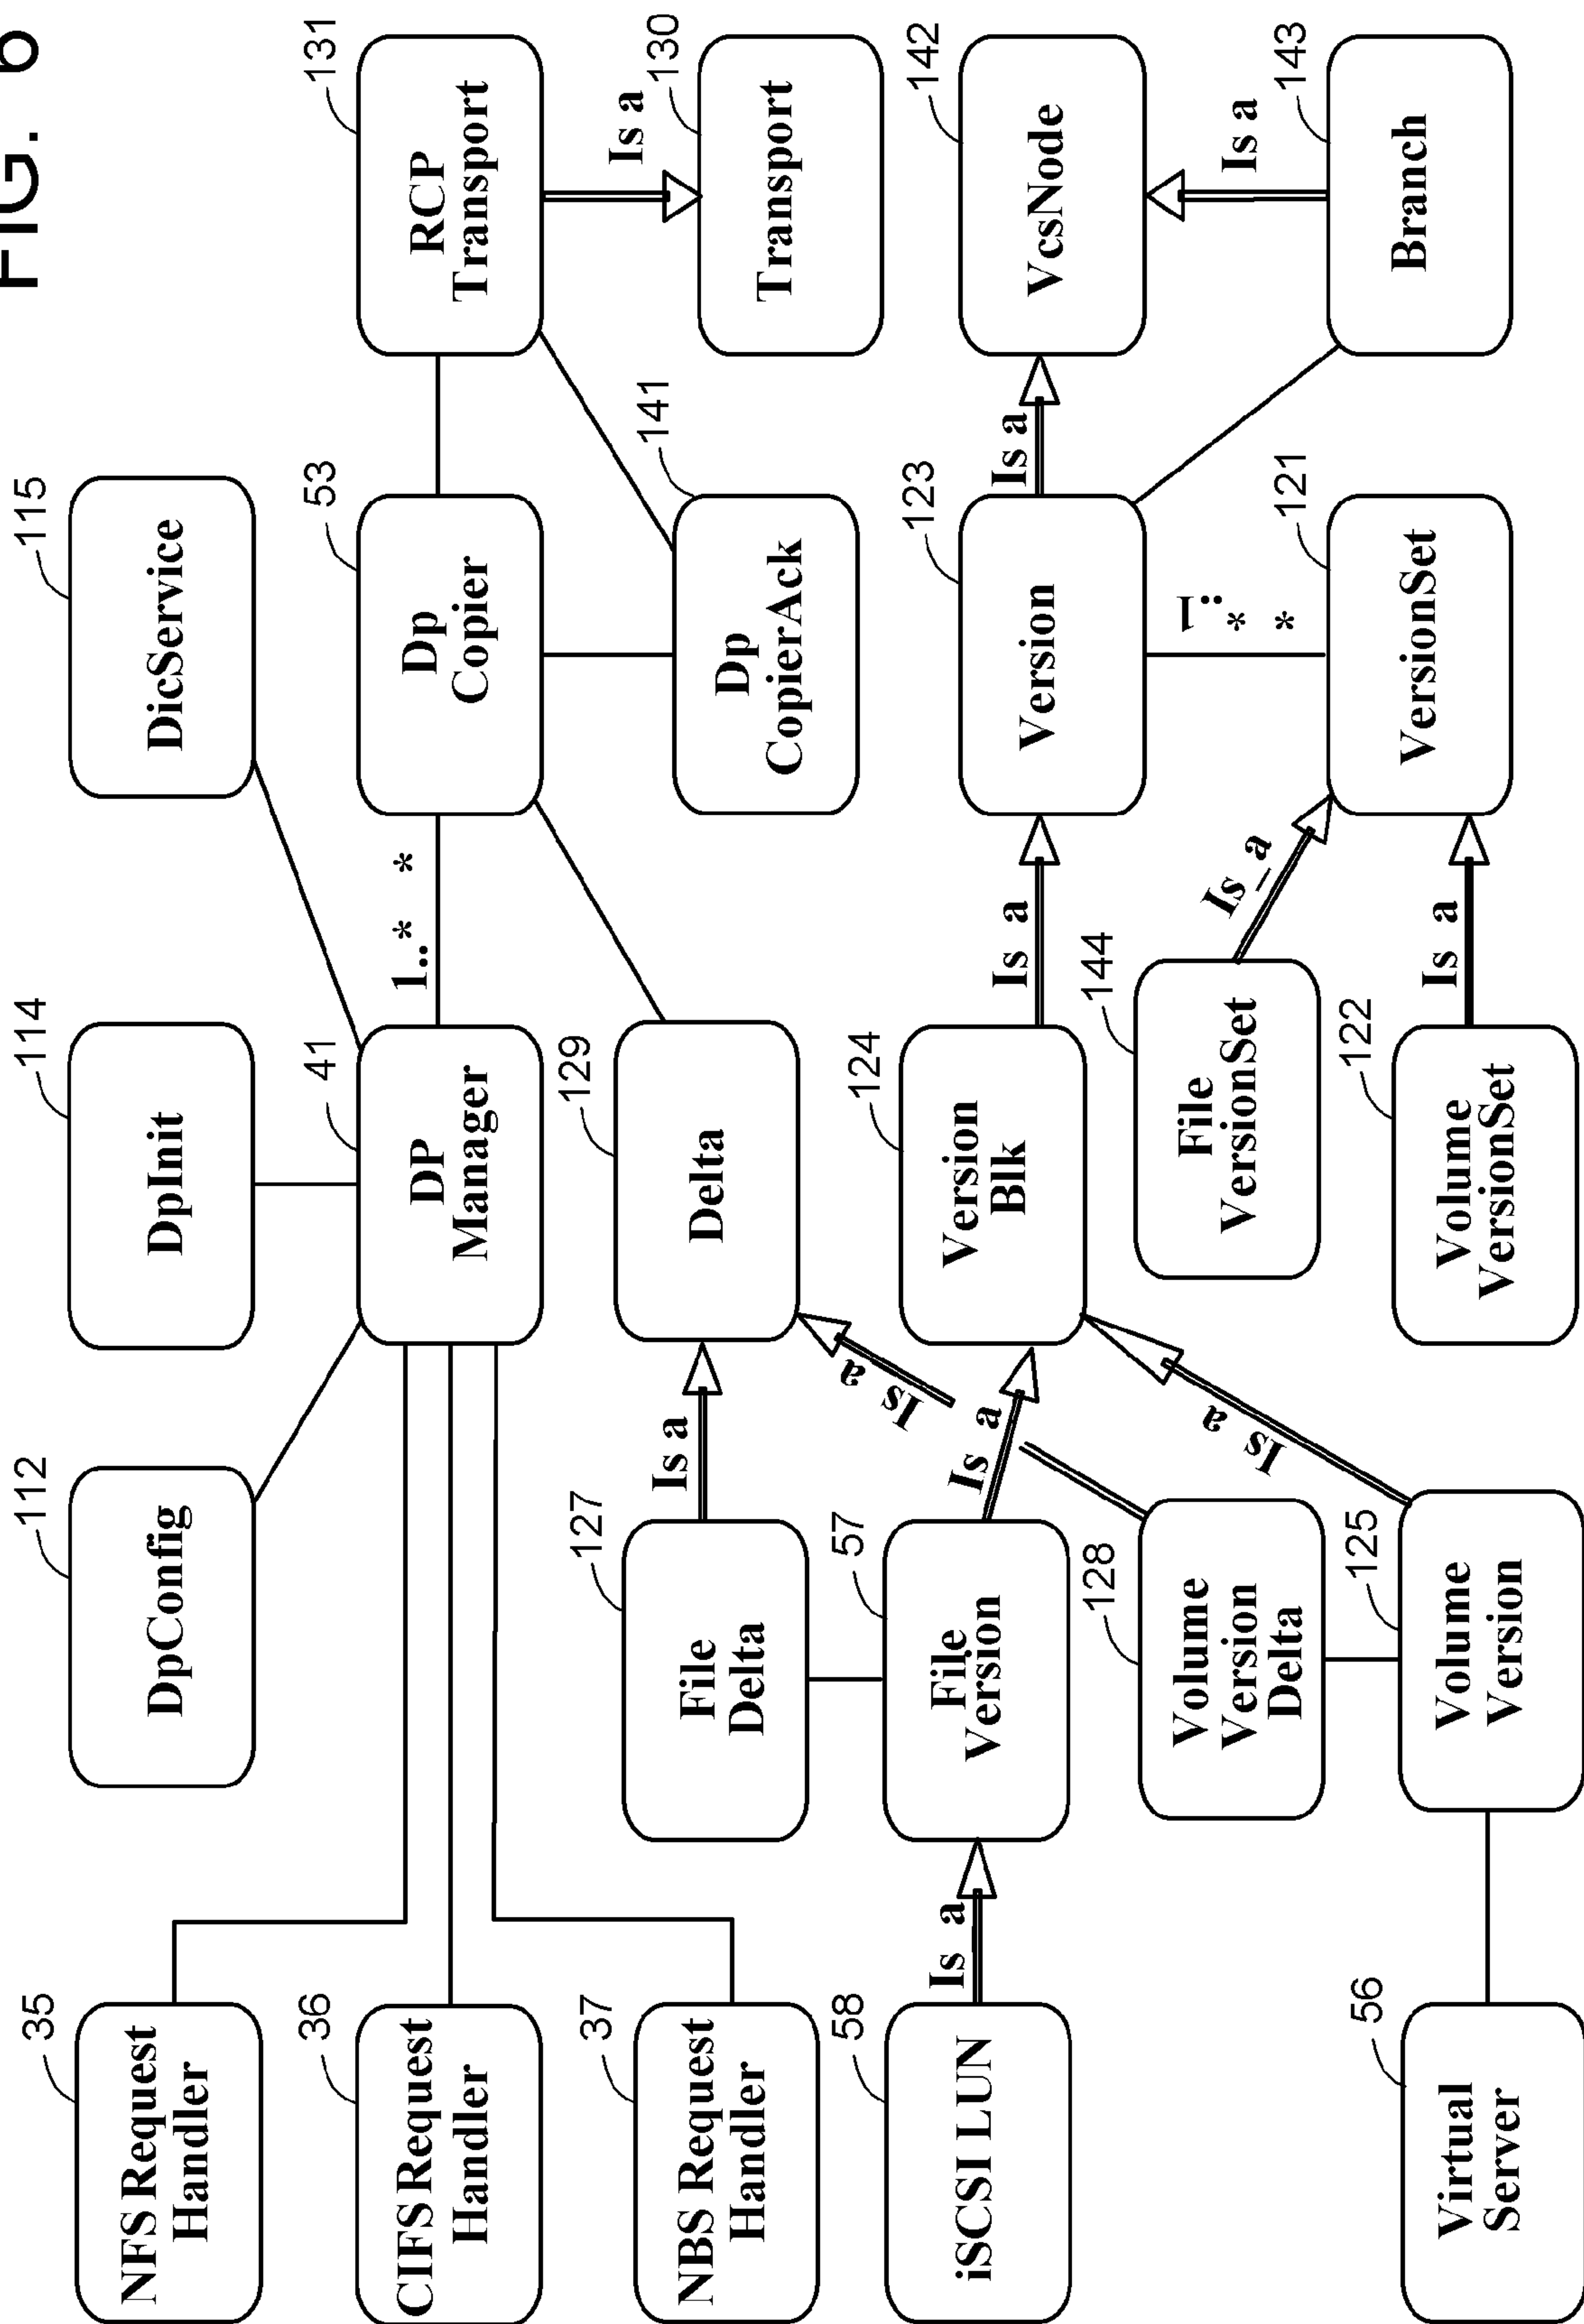 FIG. 6
35
NFS Request
Handler
112
DpConfig
114
DpInit
115
DicService
36
CIFS Request
Handler
41
DP
Manager
1..* *
53
Dp
Copier
131
RCP
Transport
37
NBS Request
Handler
127
File
Delta
Is a
129
Delta
141
Dp
CopierAck
Is a
130
Transport
58
iSCSI LUN
Is a
57
File
Version
Is a
Is a
124
Version
Blk
Is a
123
Version
Is a
142
VcsNode
128
Volume
Version
Delta
Is a
144
File
VersionSet
Is_a
1..*
*
Is a
56
Virtual
Server
125
Volume
Version
122
Volume
VersionSet
Is a
121
VersionSet
143
Branch